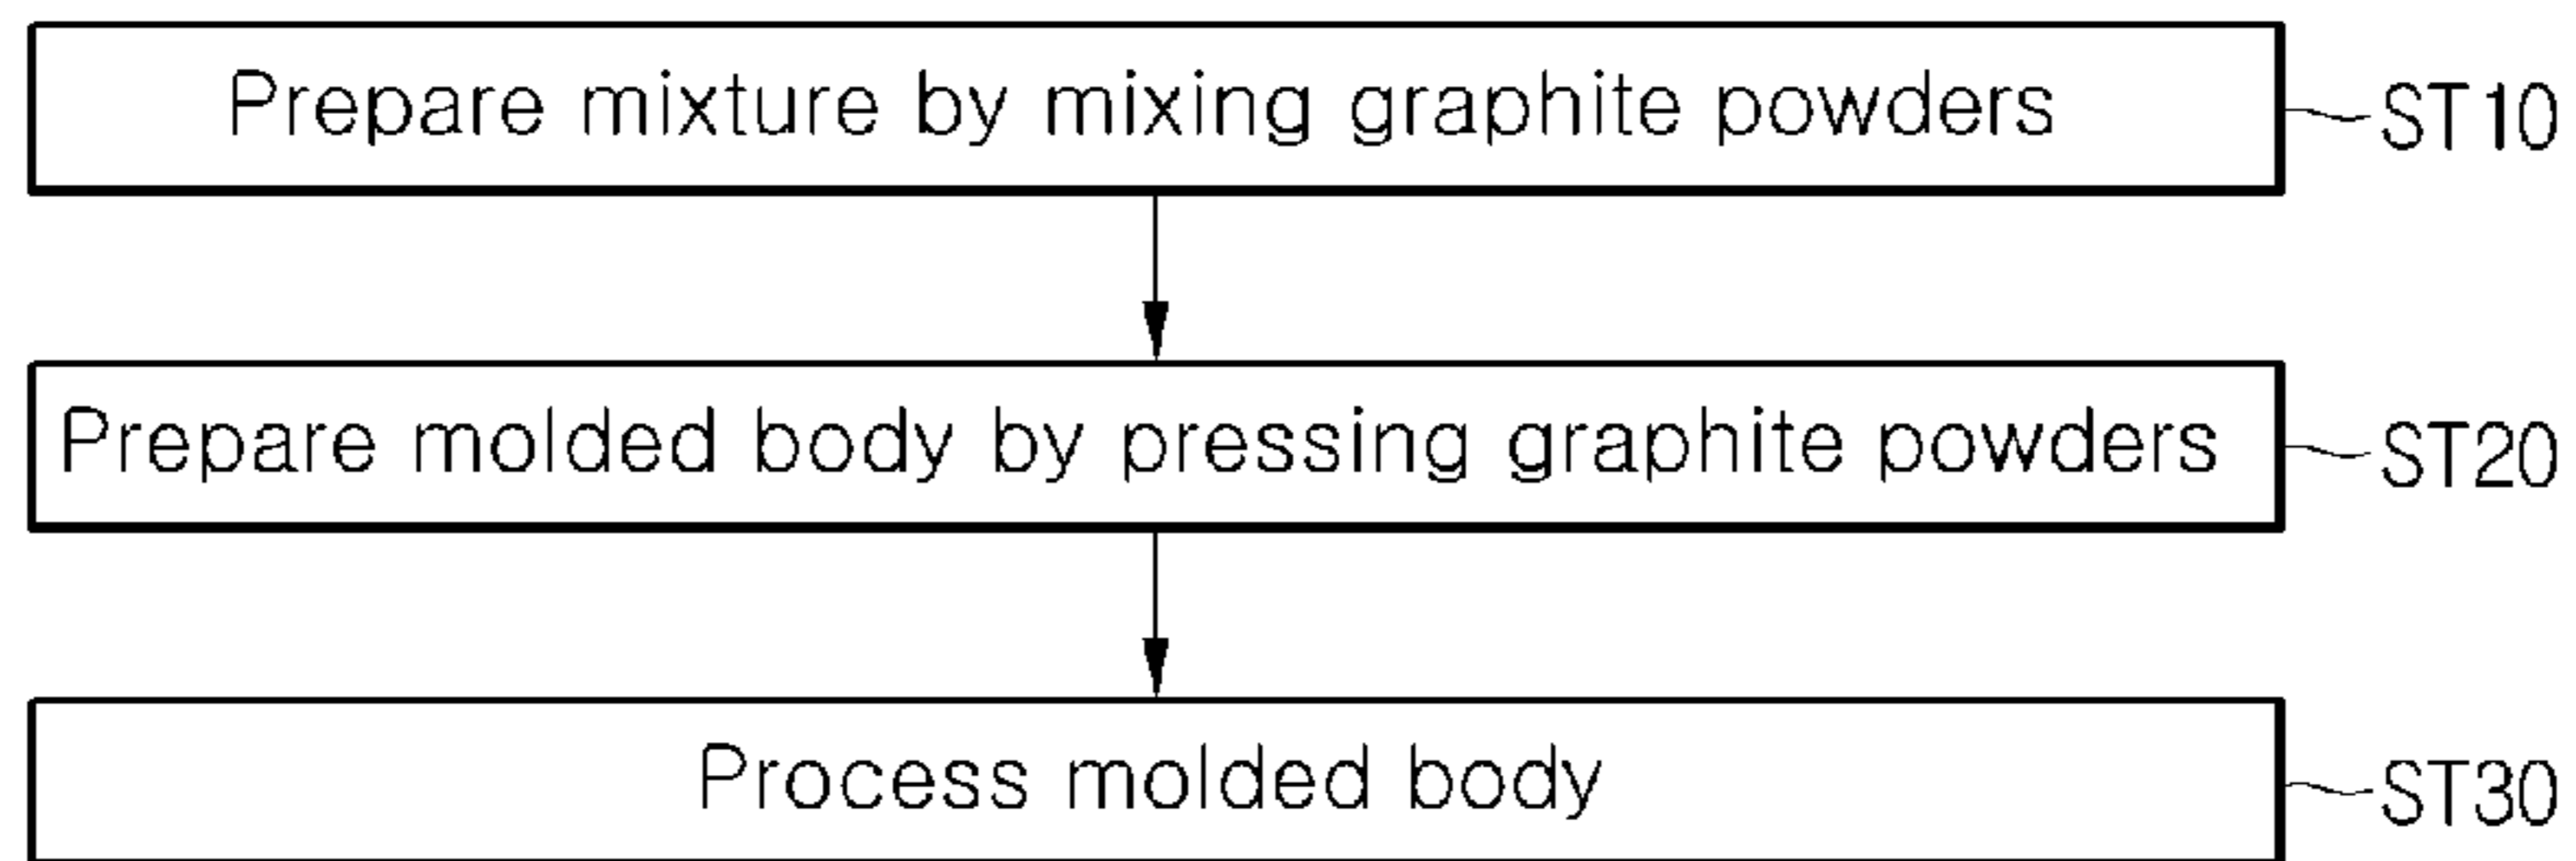 Prepare mixture by mixing graphite powders ST10
Prepare molded body by pressing graphite powders ST20
Process molded body ST30